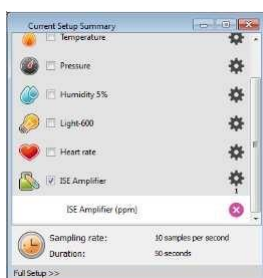 Current Setup Summary
Temperature
Pressure
Humidity 5%
Light-600
Heart rate
ISE Amplifier
1
ISE Amplifier (ppm)
Sampling rate: 10 samples per second
Duration: 50 seconds
Full Setup >>